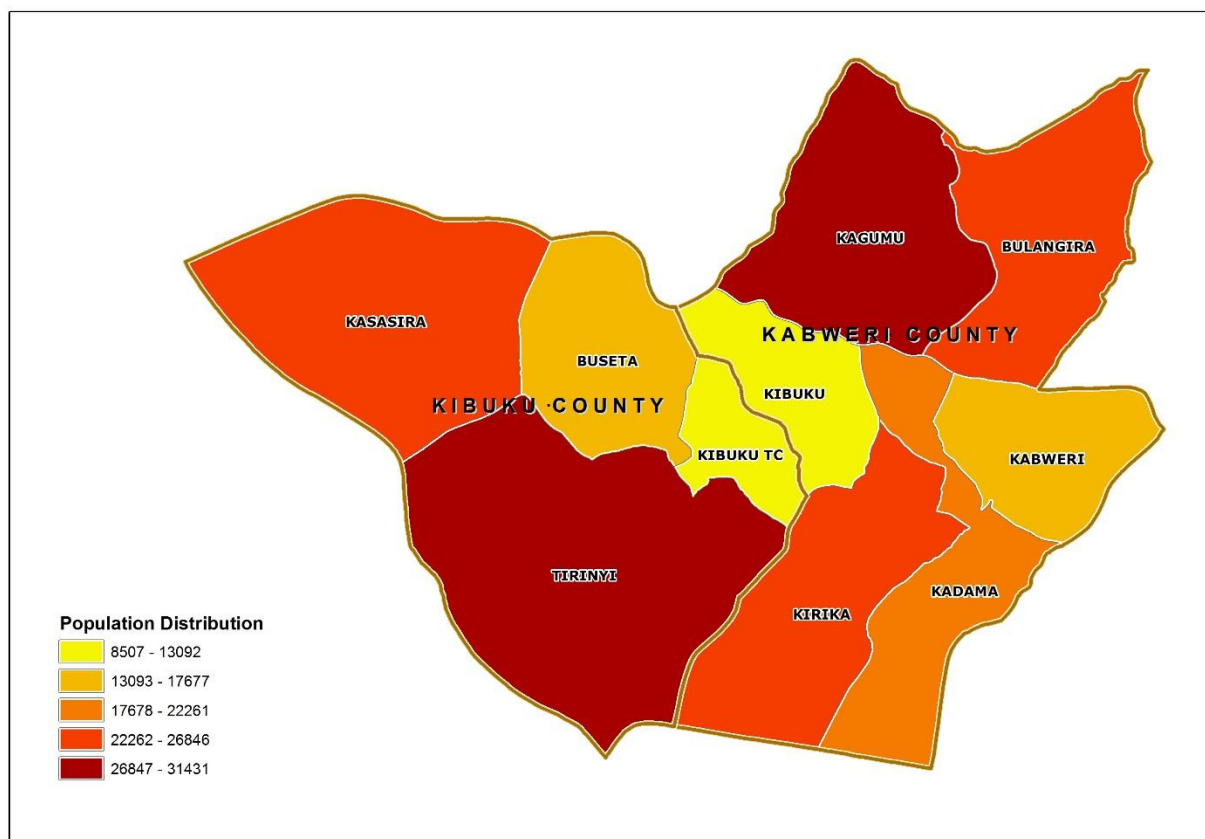 KAGUMU
BULANGIRA
KASASIRA
KABWERI COUNTY
BUSETA
KIBUKU
KIBUKU COUNTY
KIBUKU TC
KABWERI
TIRINYI
KADAMA
KIRIKA
Population Distribution
8507 - 13092
13093 - 17677
17678 - 22261
22262 - 26846
26847 - 31431